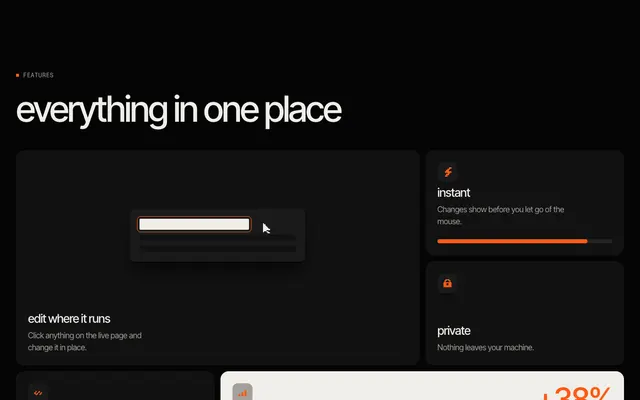 FEATURES
everything in one place
instant
Changes show before you let go of the
mouse.
edit where it runs
Click anything on the live page and
change it in place.
private
Nothing leaves your machine.
+38%